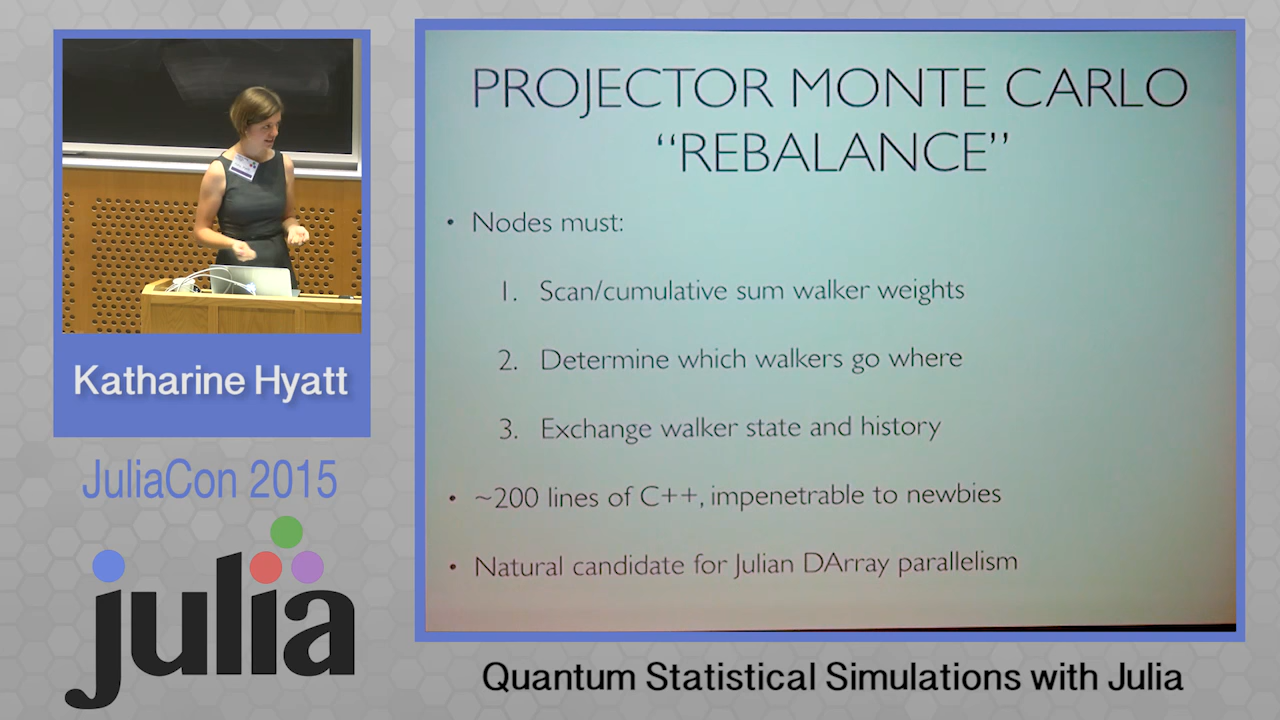 PROJECTOR MONTE CARLO
“REBALANCE”
• Nodes must:
1. Scan/cumulative sum walker weights
2. Determine which walkers go where
3. Exchange walker state and history
• ~200 lines of C++, impenetrable to newbies
• Natural candidate for Julian DArray parallelism
Katharine Hyatt
JuliaCon 2015
julia
Quantum Statistical Simulations with Julia